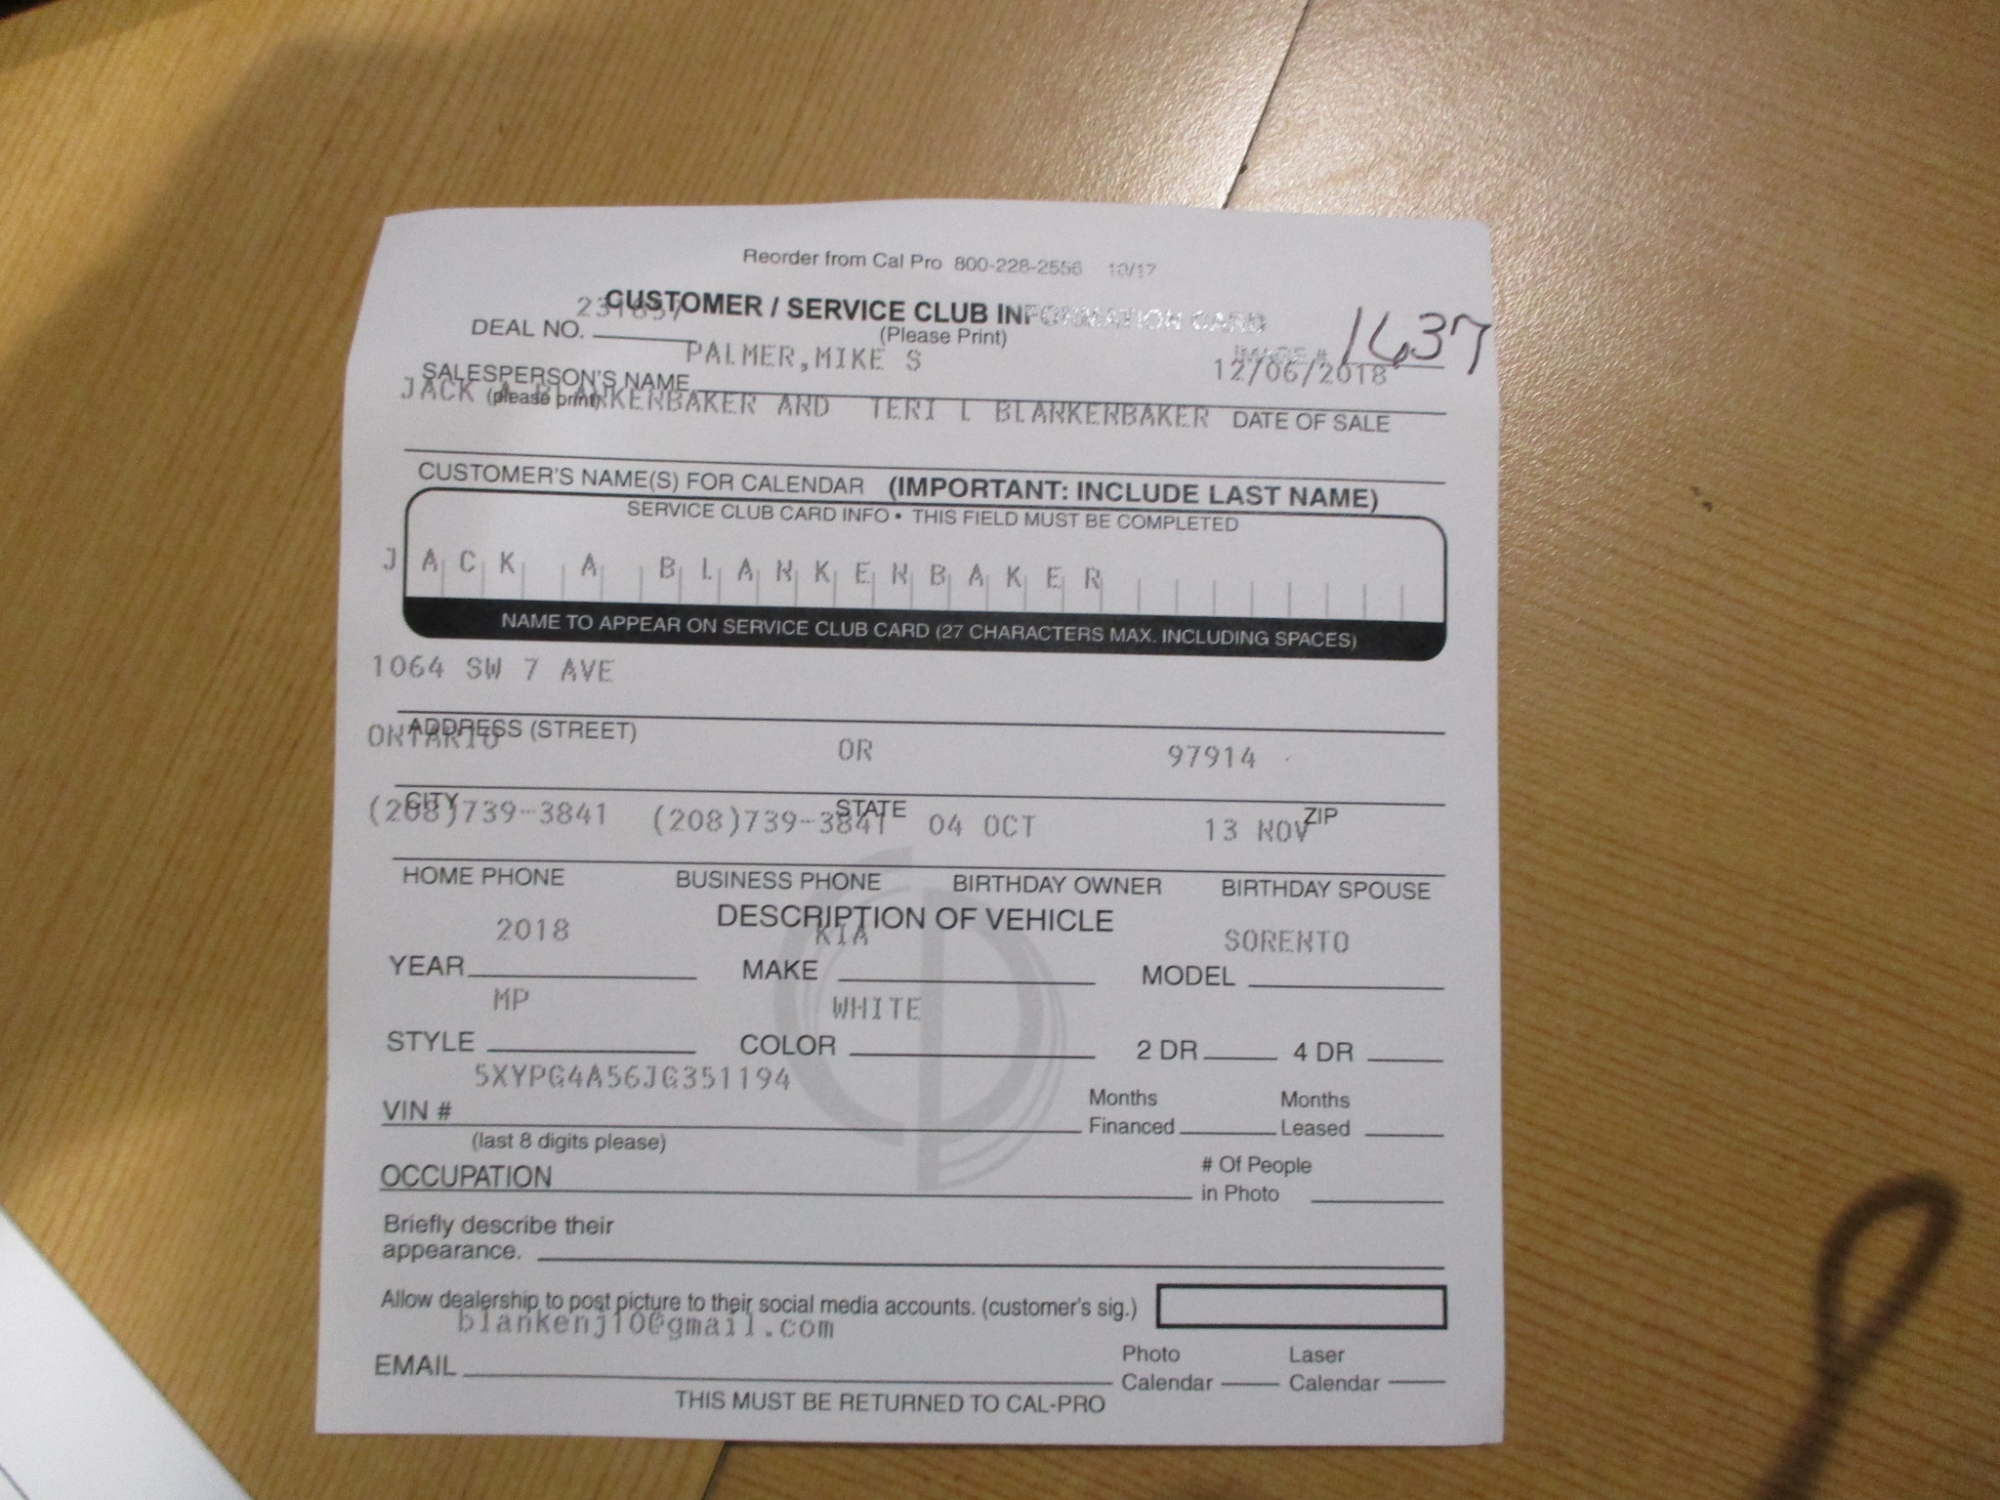 Reorder from Cal Pro 800-228-2556 10/17
CUSTOMER / SERVICE CLUB INFORMATION CARD
DEAL NO.
(Please Print)
IMAGE # 1637
PALMER,MIKE S 12/06/2018
SALESPERSON'S NAME
(please print)
DATE OF SALE
JACK A BLANKENBAKER AND TERI L BLANKENBAKER
CUSTOMER'S NAME(S) FOR CALENDAR (IMPORTANT: INCLUDE LAST NAME)
SERVICE CLUB CARD INFO • THIS FIELD MUST BE COMPLETED
JACK A BLANKENBAKER
NAME TO APPEAR ON SERVICE CLUB CARD (27 CHARACTERS MAX. INCLUDING SPACES)
1064 SW 7 AVE
ADDRESS (STREET)
ONTARIO OR 97914
CITY STATE ZIP
(208)739-3841 (208)739-3841 04 OCT 13 NOV
HOME PHONE BUSINESS PHONE BIRTHDAY OWNER BIRTHDAY SPOUSE
DESCRIPTION OF VEHICLE
2018 KIA SORENTO
YEAR MAKE MODEL
MP WHITE
STYLE COLOR 2 DR 4 DR
5XYPG4A56JG351194
VIN # Months Financed Months Leased
(last 8 digits please)
OCCUPATION # Of People in Photo
Briefly describe their
appearance.
Allow dealership to post picture to their social media accounts. (customer's sig.)
blankenj10@gmail.com
EMAIL Photo Calendar Laser Calendar
THIS MUST BE RETURNED TO CAL-PRO